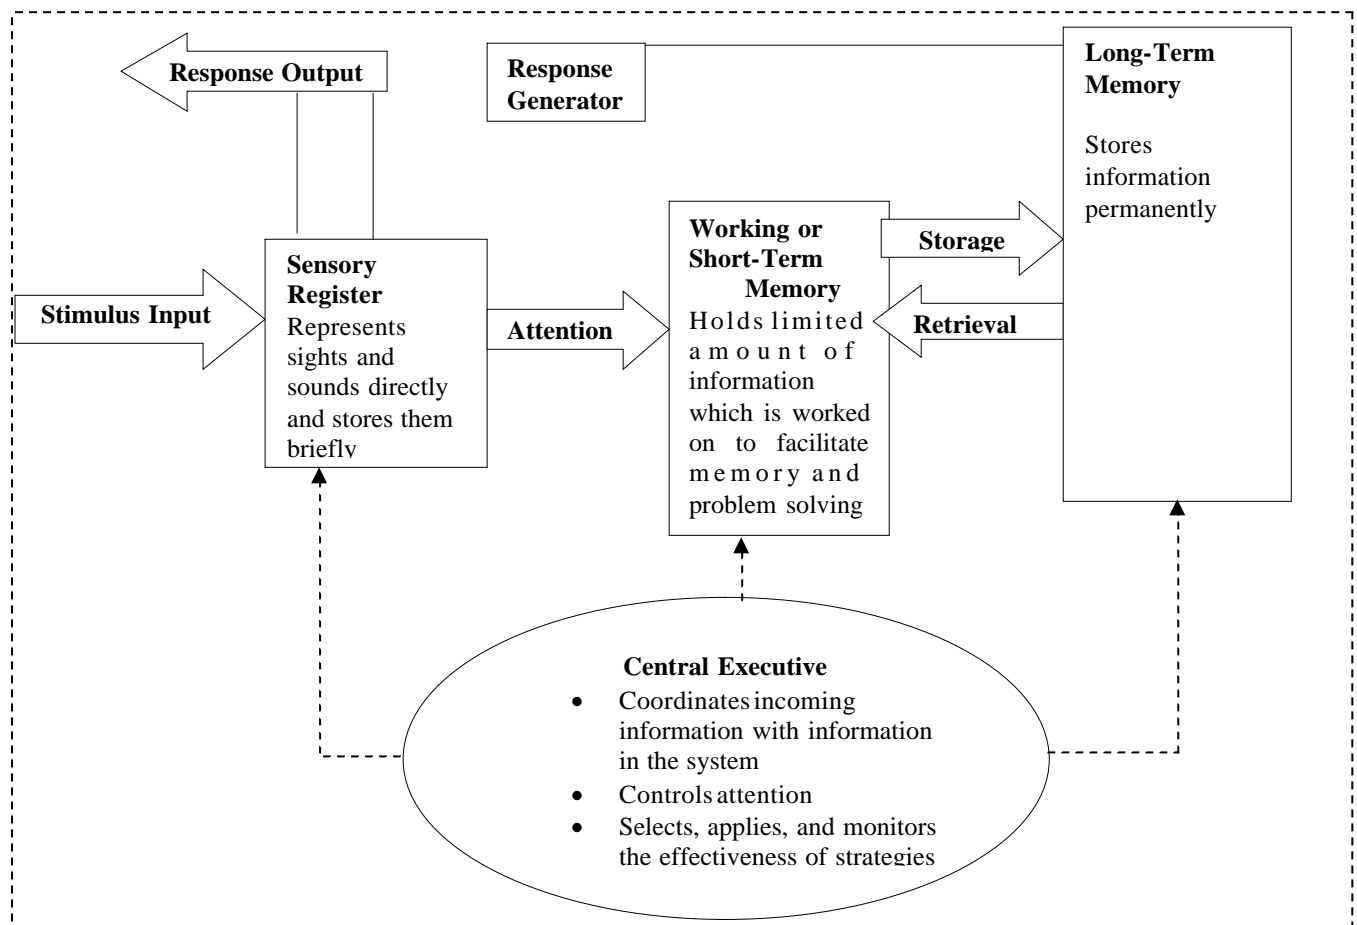 Response Output
Response
Generator
Long-Term
Memory
Stores
information
permanently
Stimulus Input
Sensory
Register
Represents
sights and
sounds directly
and stores them
briefly
Attention
Working or
Short-Term
Memory
Holds limited
amount of
information
which is worked
on to facilitate
memory and
problem solving
Storage
Retrieval
Central Executive
• Coordinates incoming
information with information
in the system
• Controls attention
• Selects, applies, and monitors
the effectiveness of strategies